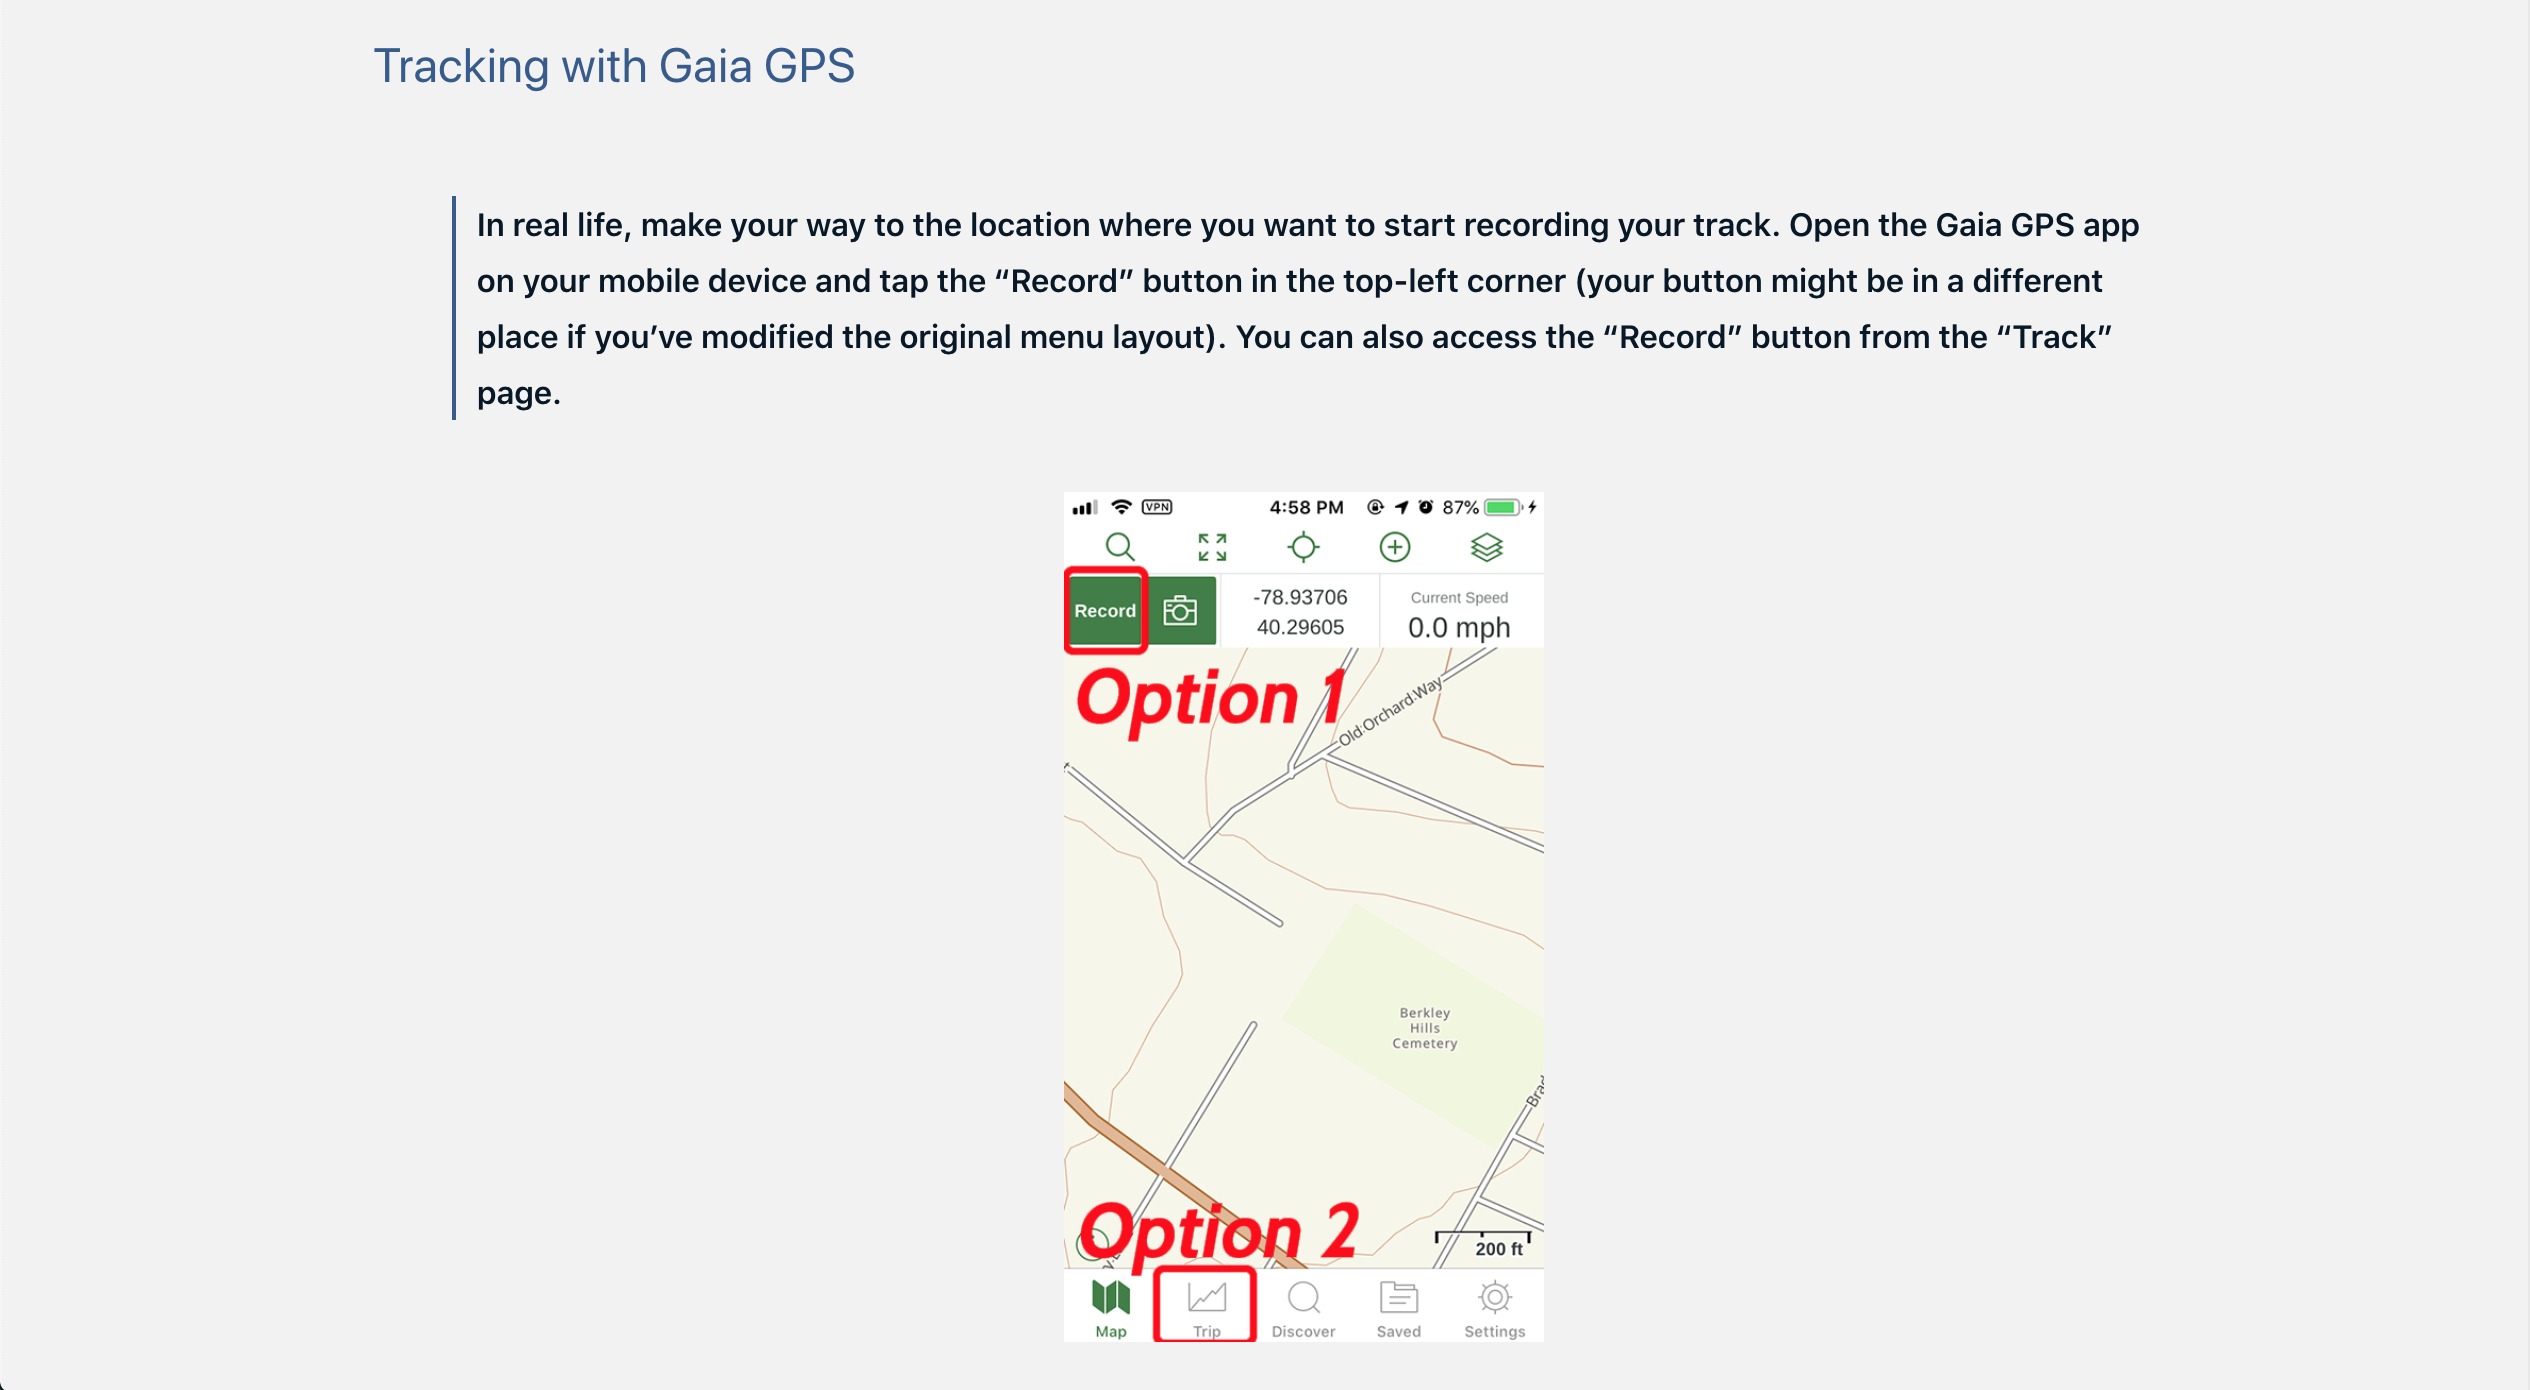 Tracking with Gaia GPS
In real life, make your way to the location where you want to start recording your track. Open the Gaia GPS app
on your mobile device and tap the “Record” button in the top-left corner (your button might be in a different
place if you’ve modified the original menu layout). You can also access the “Record” button from the “Track”
page.
VPN 4:58 PM 87%
Record
-78.93706
40.29605
Current Speed
0.0 mph
Option 1
Old Orchard Way
Berkley
Hills
Cemetery
Brad
Option 2
200 ft
Map Trip Discover Saved Settings